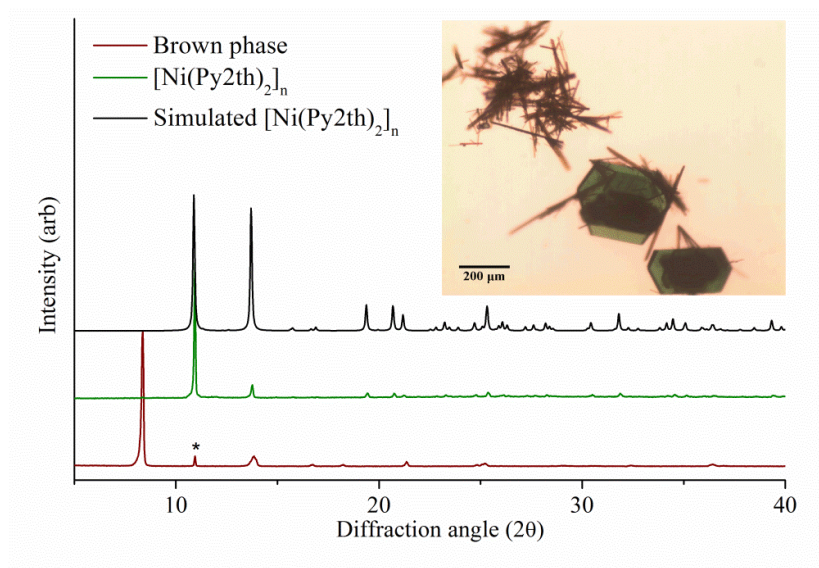 Brown phase
[Ni(Py2th)2]n
Simulated [Ni(Py2th)2]n
200 µm
Intensity (arb)
*
10
20
30
40
Diffraction angle (2θ)